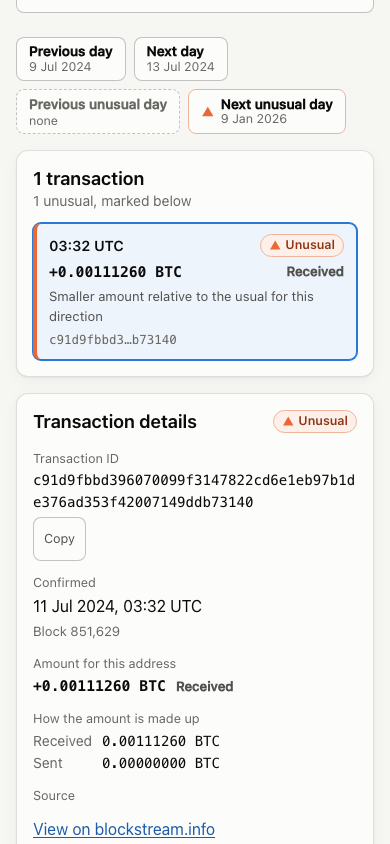 Previous day
9 Jul 2024
Next day
13 Jul 2024
Previous unusual day
none
Next unusual day
9 Jan 2026
1 transaction
1 unusual, marked below
03:32 UTC
Unusual
+0.00111260 BTC
Received
Smaller amount relative to the usual for this
direction
c91d9fbbd3…b73140
Transaction details
Unusual
Transaction ID
c91d9fbbd396070099f3147822cd6e1eb97b1d
e376ad353f42007149ddb73140
Copy
Confirmed
11 Jul 2024, 03:32 UTC
Block 851,629
Amount for this address
+0.00111260 BTC Received
How the amount is made up
Received 0.00111260 BTC
Sent 0.00000000 BTC
Source
View on blockstream.info